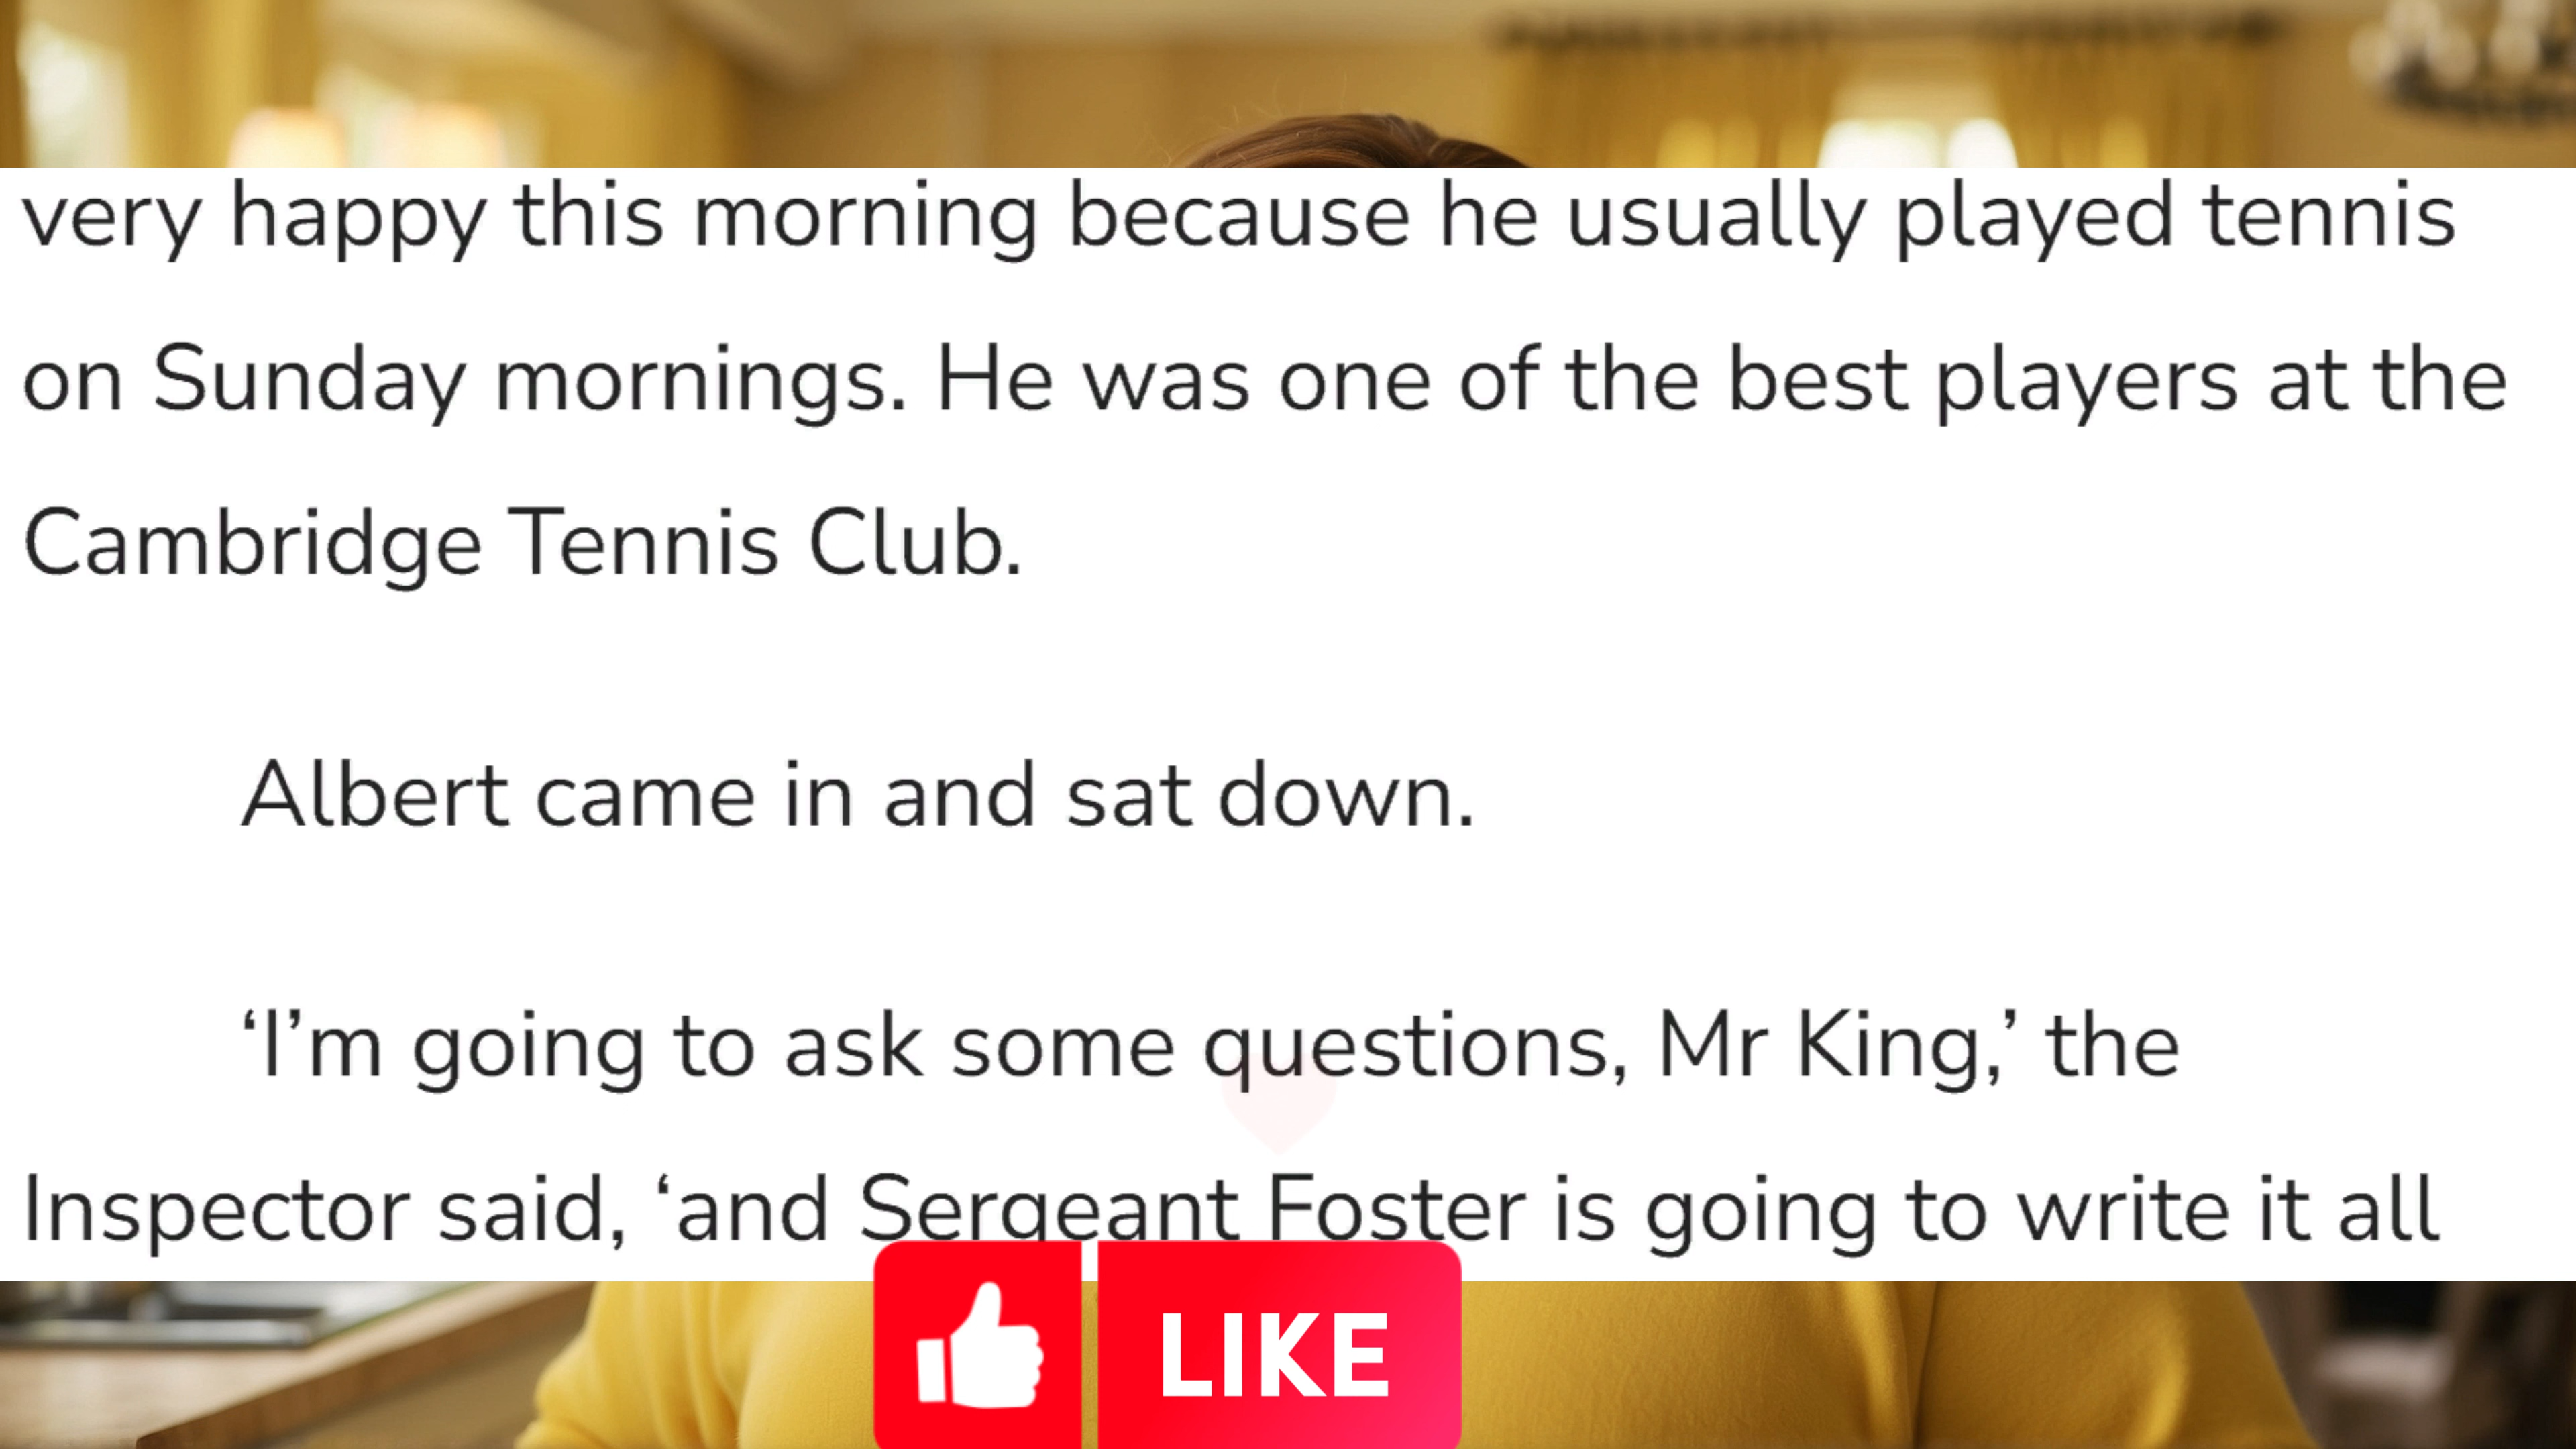 very happy this morning because he usually played tennis
on Sunday mornings. He was one of the best players at the
Cambridge Tennis Club.
Albert came in and sat down.
‘I’m going to ask some questions, Mr King,’ the
Inspector said, ‘and Sergeant Foster is going to write it all
LIKE